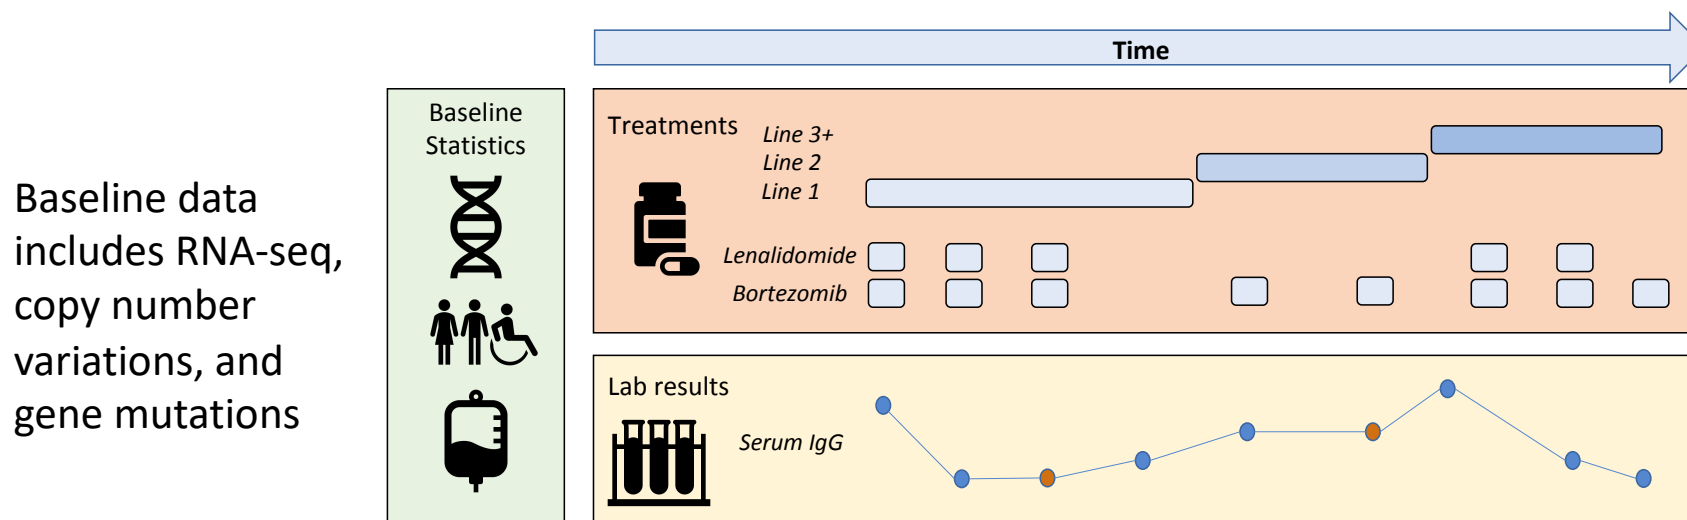 Time
Baseline data
includes RNA-seq,
copy number
variations, and
gene mutations
Baseline
Statistics
Treatments
Line 3+
Line 2
Line 1
Lenalidomide
Bortezomib
Lab results
Serum IgG